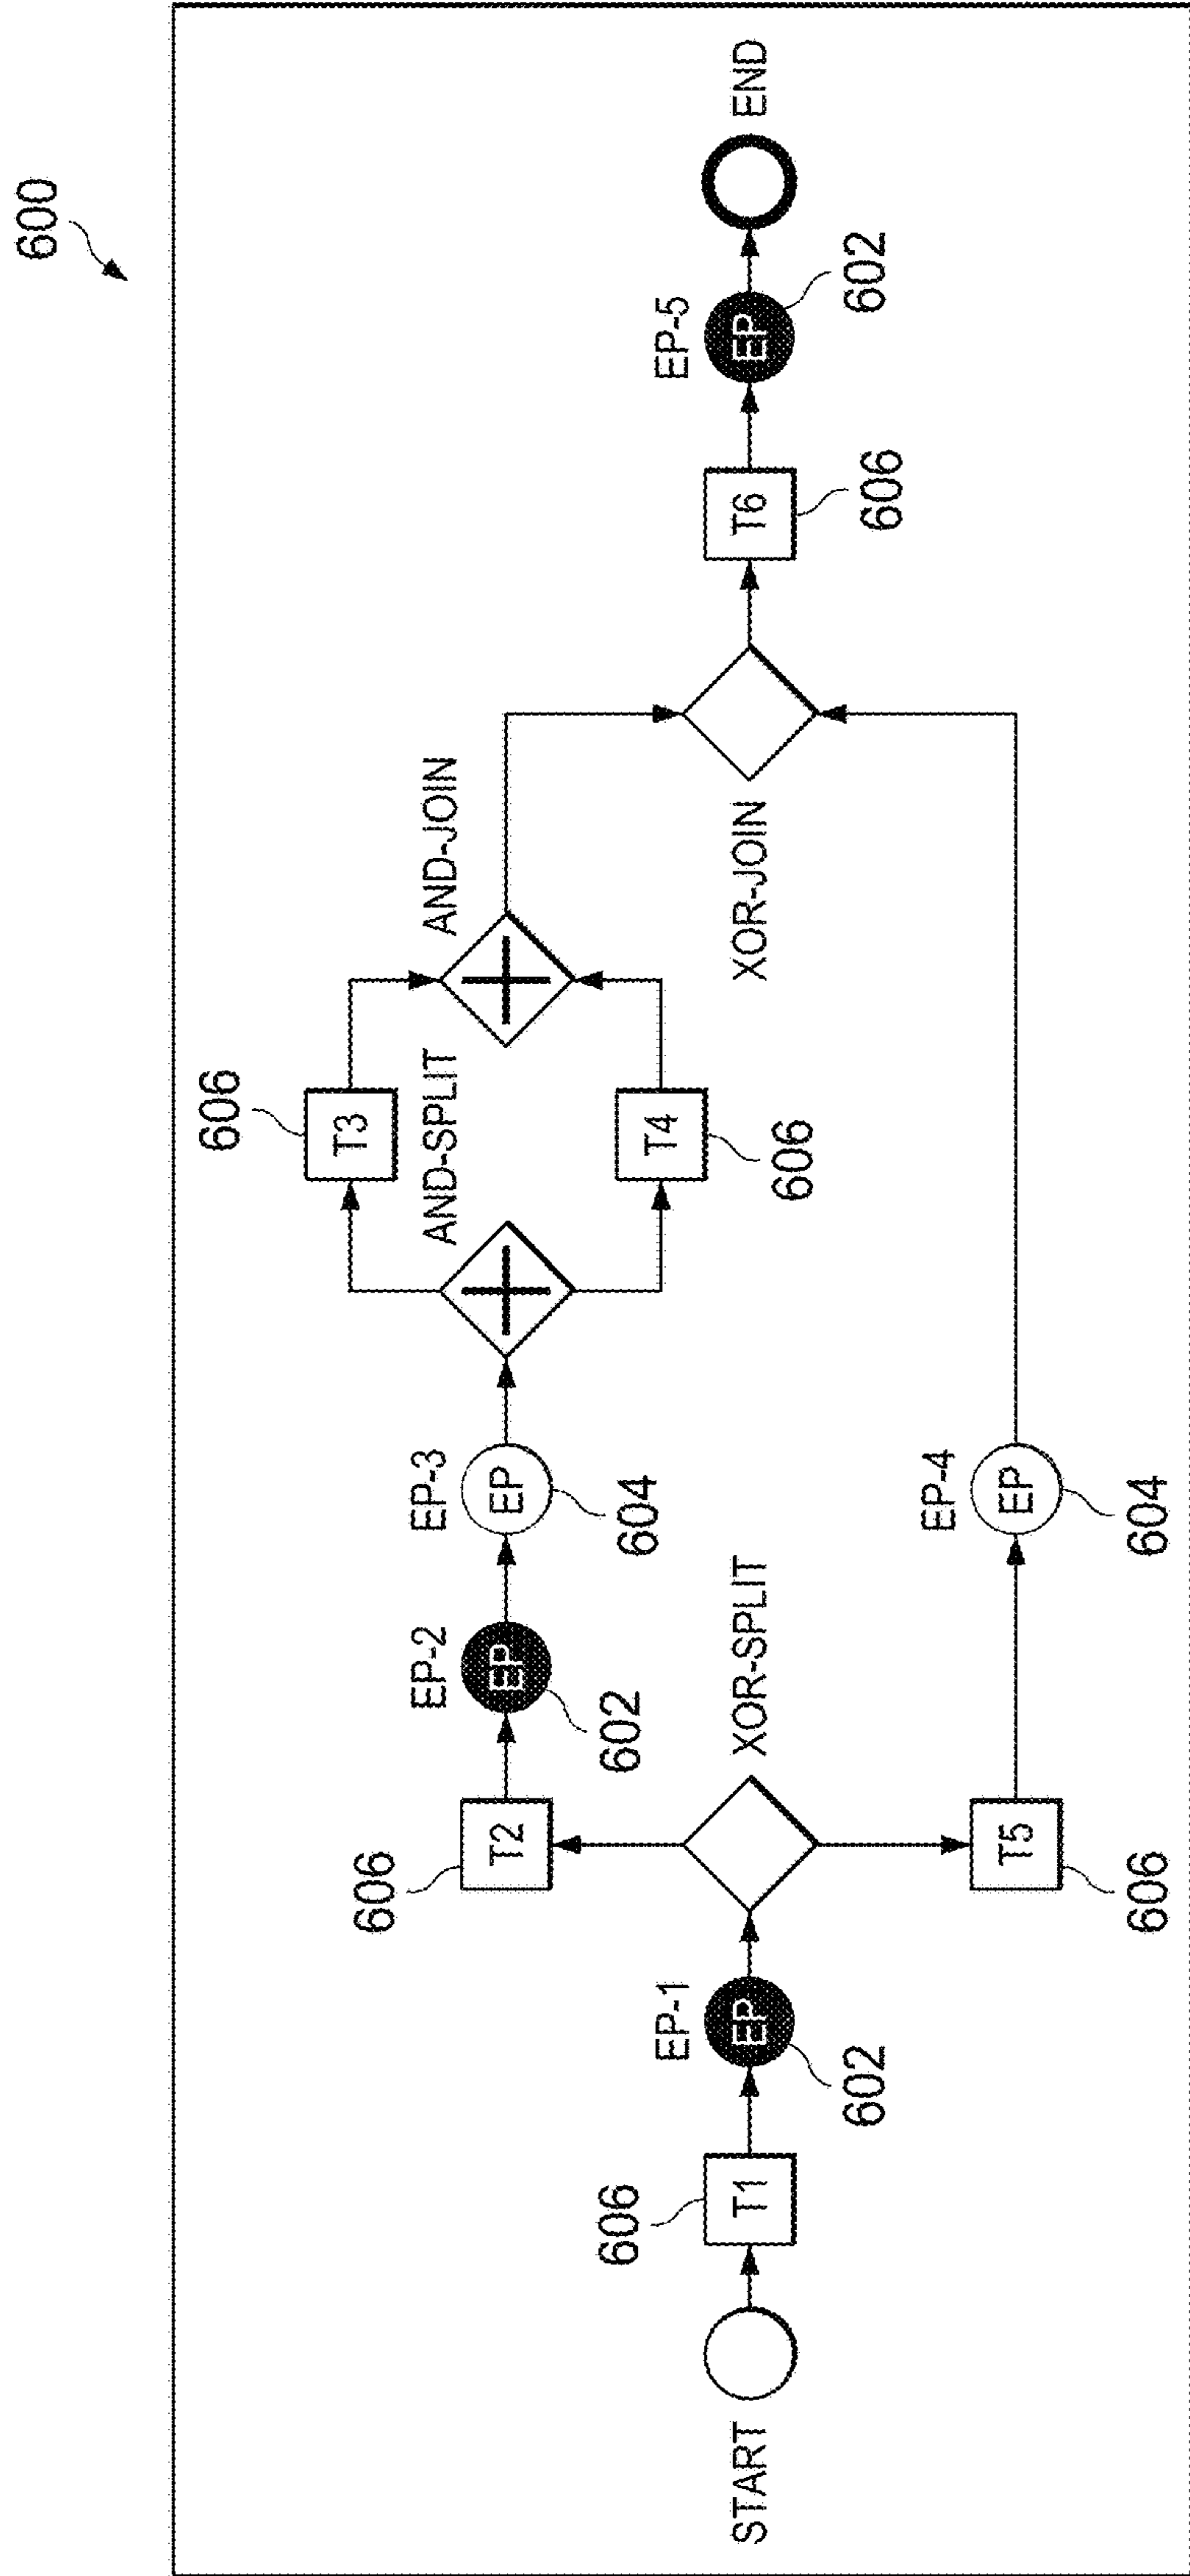 600
606
T3
AND-SPLIT
AND-JOIN
606
T2
EP-2
EP
602
EP-3
EP
604
T4
606
START
606
T1
EP-1
EP
602
XOR-SPLIT
XOR-JOIN
T6
606
EP-5
EP
602
END
T5
606
EP-4
EP
604